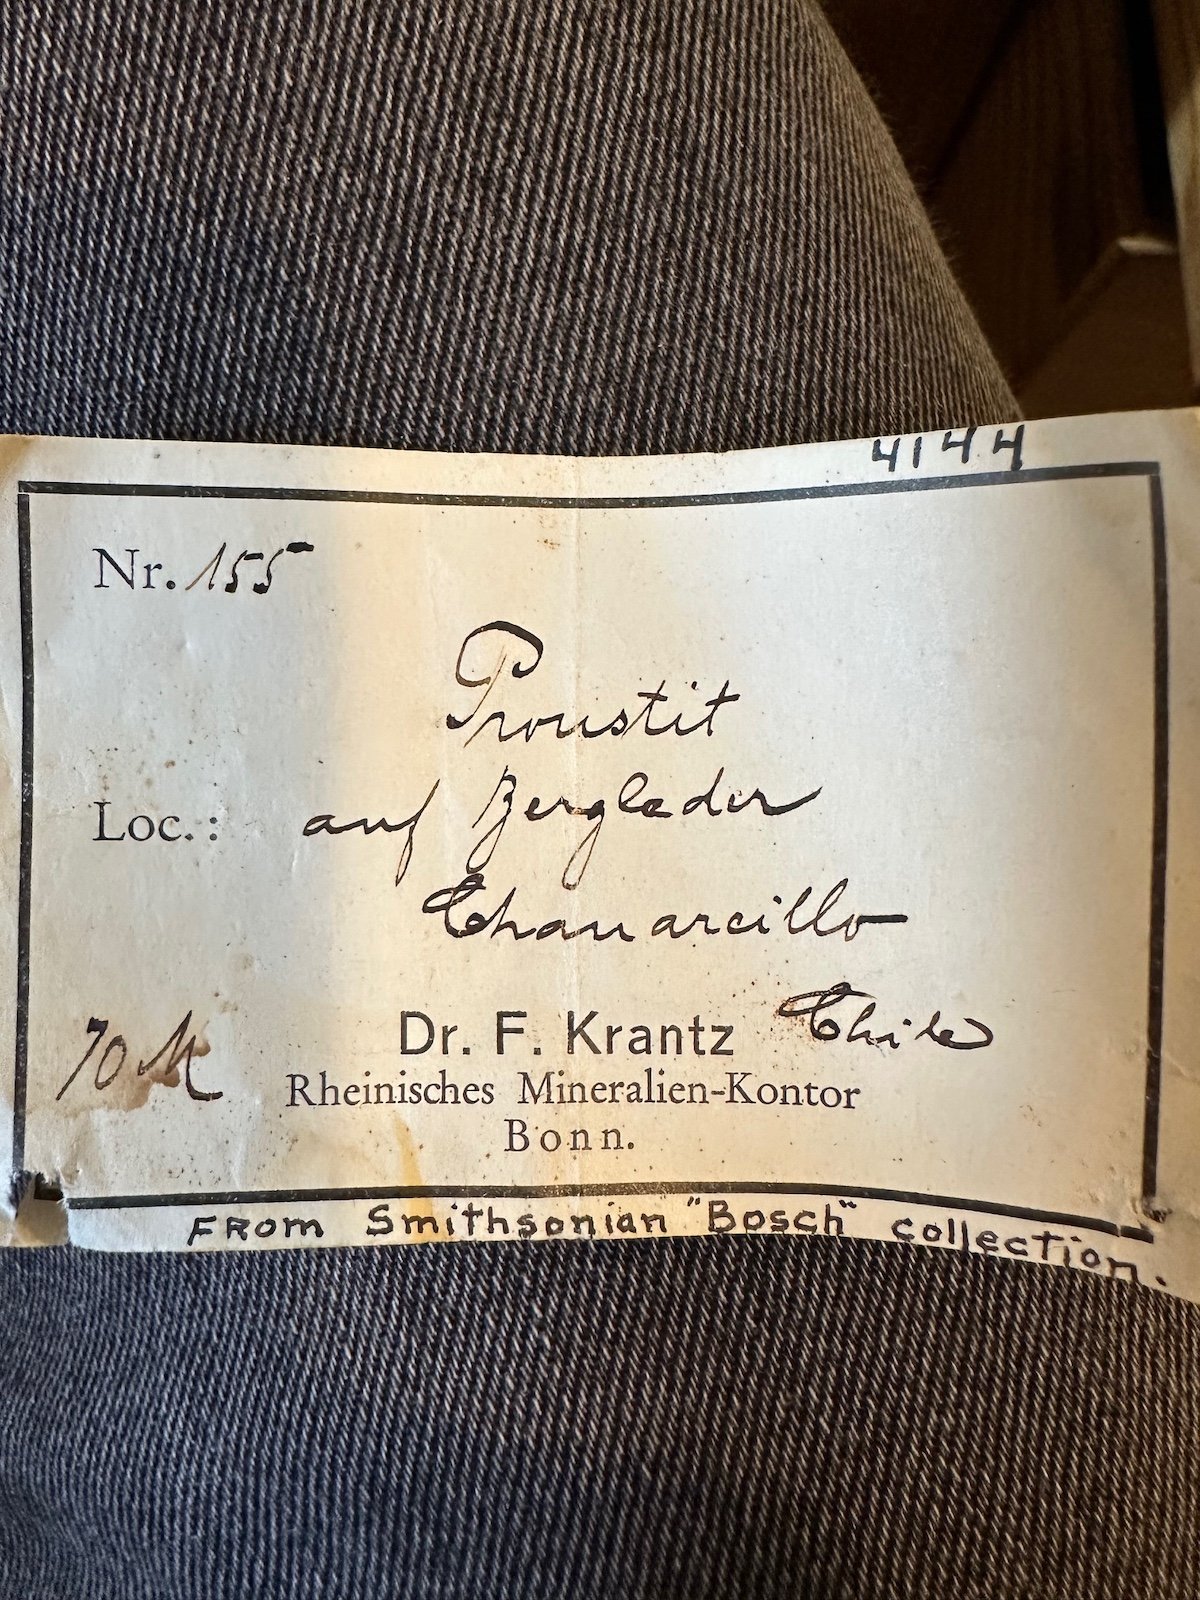 4144
Nr. 155
Proustit
Loc.: auf Bergleder
Chanarcillo
Chile
70 M
Dr. F. Krantz
Rheinisches Mineralien-Kontor
Bonn.
FROM Smithsonian "Bosch" collection.